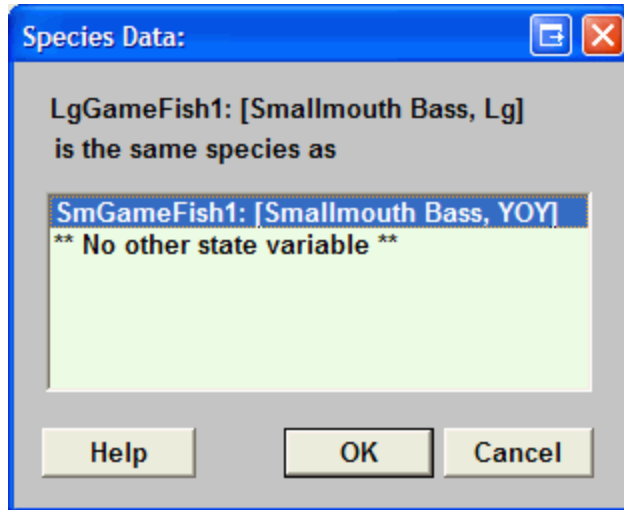 Species Data:
LgGameFish1: [Smallmouth Bass, Lg]
is the same species as
SmGameFish1: [Smallmouth Bass, YOY]
** No other state variable **
Help OK Cancel